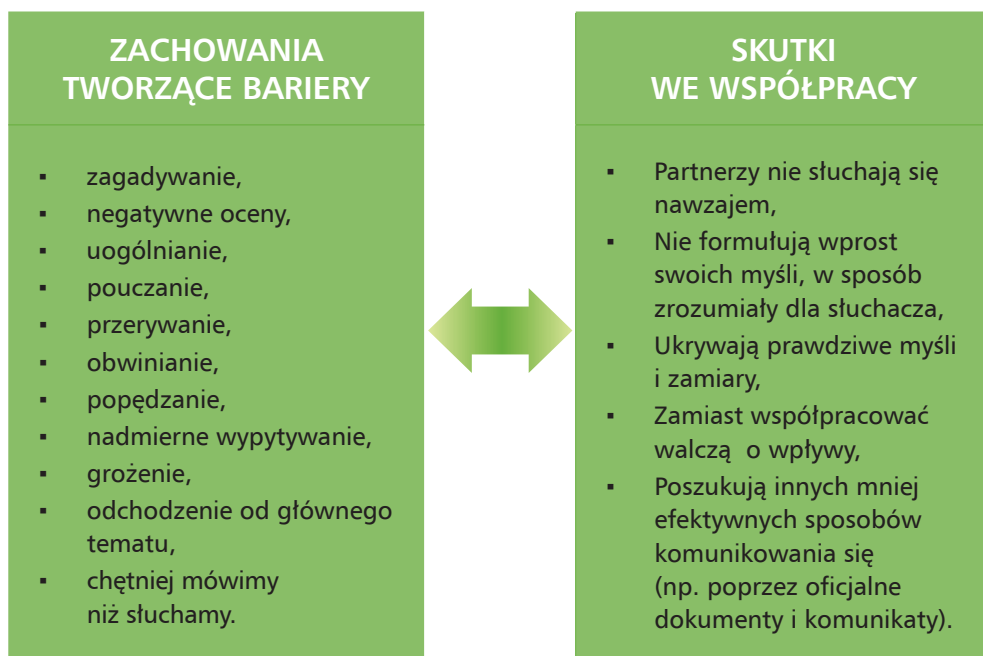 ZACHOWANIA
TWORZĄCE BARIERY
▪ zagadywanie,
▪ negatywne oceny,
▪ uogólnianie,
▪ pouczanie,
▪ przerywanie,
▪ obwinianie,
▪ popędzanie,
▪ nadmierne wypytywanie,
▪ grożenie,
▪ odchodzenie od głównego
tematu,
▪ chętniej mówimy
niż słuchamy.
SKUTKI
WE WSPÓŁPRACY
▪ Partnerzy nie słuchają się
nawzajem,
▪ Nie formułują wprost
swoich myśli, w sposób
zrozumiały dla słuchacza,
▪ Ukrywają prawdziwe myśli
i zamiary,
▪ Zamiast współpracować
walczą o wpływy,
▪ Poszukują innych mniej
efektywnych sposobów
komunikowania się
(np. poprzez oficjalne
dokumenty i komunikaty).